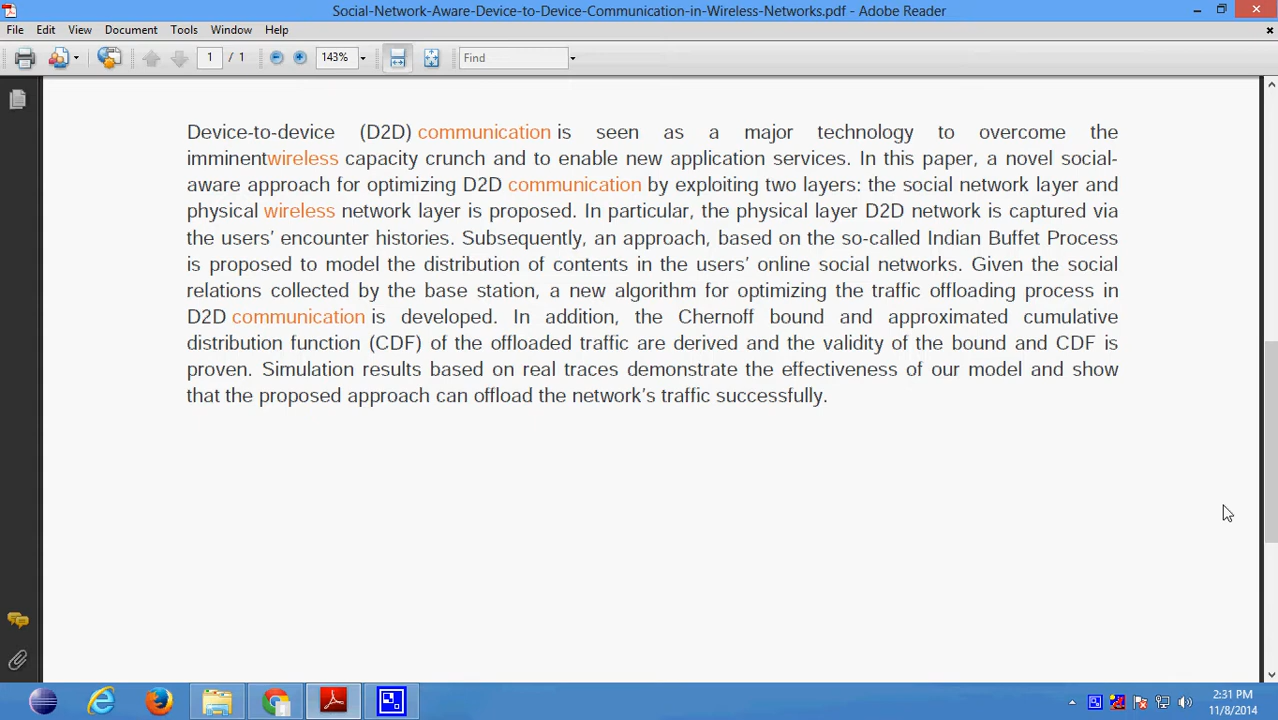 Social-Network-Aware-Device-to-Device-Communication-in-Wireless-Networks.pdf - Adobe Reader
File Edit View Document Tools Window Help
1 / 1 143% Find
Device-to-device (D2D) communication is seen as a major technology to overcome the
imminentwireless capacity crunch and to enable new application services. In this paper, a novel social-
aware approach for optimizing D2D communication by exploiting two layers: the social network layer and
physical wireless network layer is proposed. In particular, the physical layer D2D network is captured via
the users’ encounter histories. Subsequently, an approach, based on the so-called Indian Buffet Process
is proposed to model the distribution of contents in the users’ online social networks. Given the social
relations collected by the base station, a new algorithm for optimizing the traffic offloading process in
D2D communication is developed. In addition, the Chernoff bound and approximated cumulative
distribution function (CDF) of the offloaded traffic are derived and the validity of the bound and CDF is
proven. Simulation results based on real traces demonstrate the effectiveness of our model and show
that the proposed approach can offload the network’s traffic successfully.
2:31 PM
11/8/2014